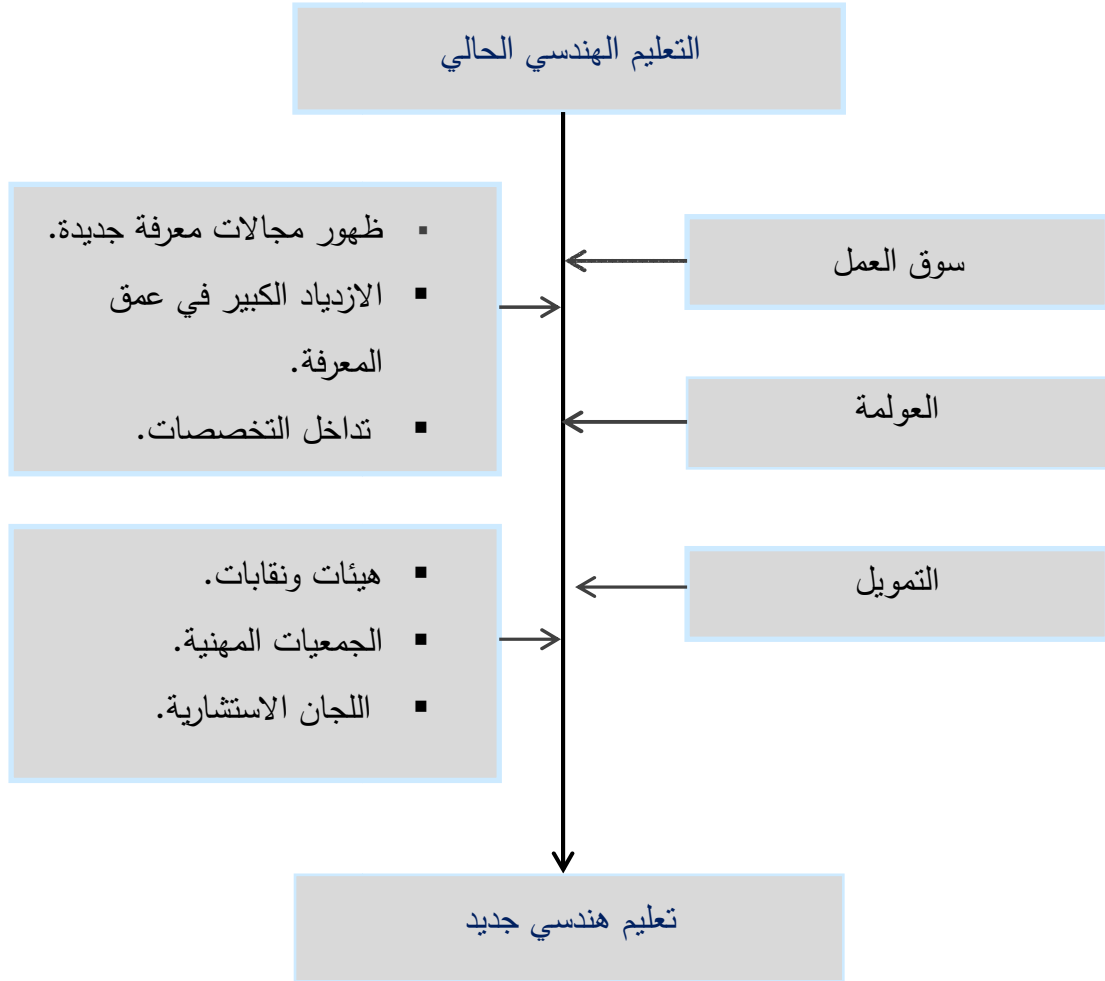 التعليم الهندسي الحالي
سوق العمل
العولمة
التمويل
▪ ظهور مجالات معرفة جديدة.
▪ الازدياد الكبير في عمق
المعرفة.
▪ تداخل التخصصات.
▪ هيئات ونقابات.
▪ الجمعيات المهنية.
▪ اللجان الاستشارية.
تعليم هندسي جديد